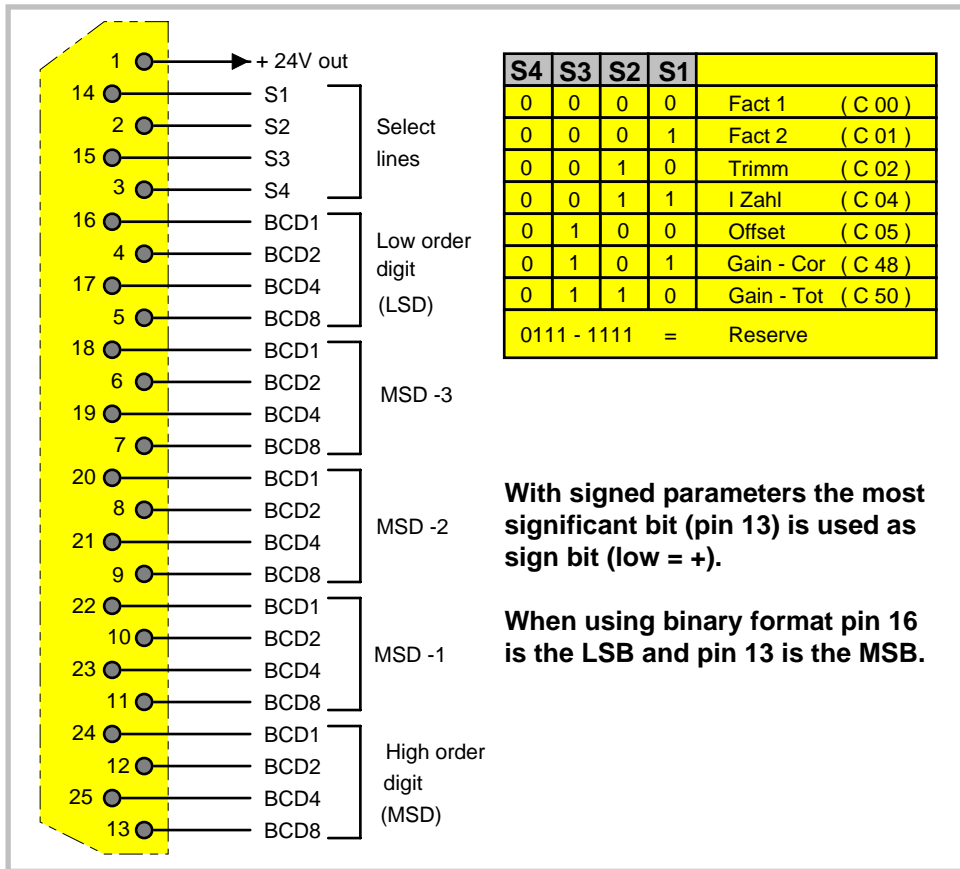 1 + 24V out
14 S1
2 S2
15 S3
3 S4
Select
lines
16 BCD1
4 BCD2
17 BCD4
5 BCD8
Low order
digit
(LSD)
18 BCD1
6 BCD2
19 BCD4
7 BCD8
MSD -3
20 BCD1
8 BCD2
21 BCD4
9 BCD8
MSD -2
22 BCD1
10 BCD2
23 BCD4
11 BCD8
MSD -1
24 BCD1
12 BCD2
25 BCD4
13 BCD8
High order
digit
(MSD)
S4 S3 S2 S1
0 0 0 0 Fact 1 ( C 00 )
0 0 0 1 Fact 2 ( C 01 )
0 0 1 0 Trimm ( C 02 )
0 0 1 1 I Zahl ( C 04 )
0 1 0 0 Offset ( C 05 )
0 1 0 1 Gain - Cor ( C 48 )
0 1 1 0 Gain - Tot ( C 50 )
0111 - 1111 = Reserve
With signed parameters the most
significant bit (pin 13) is used as
sign bit (low = +).
When using binary format pin 16
is the LSB and pin 13 is the MSB.